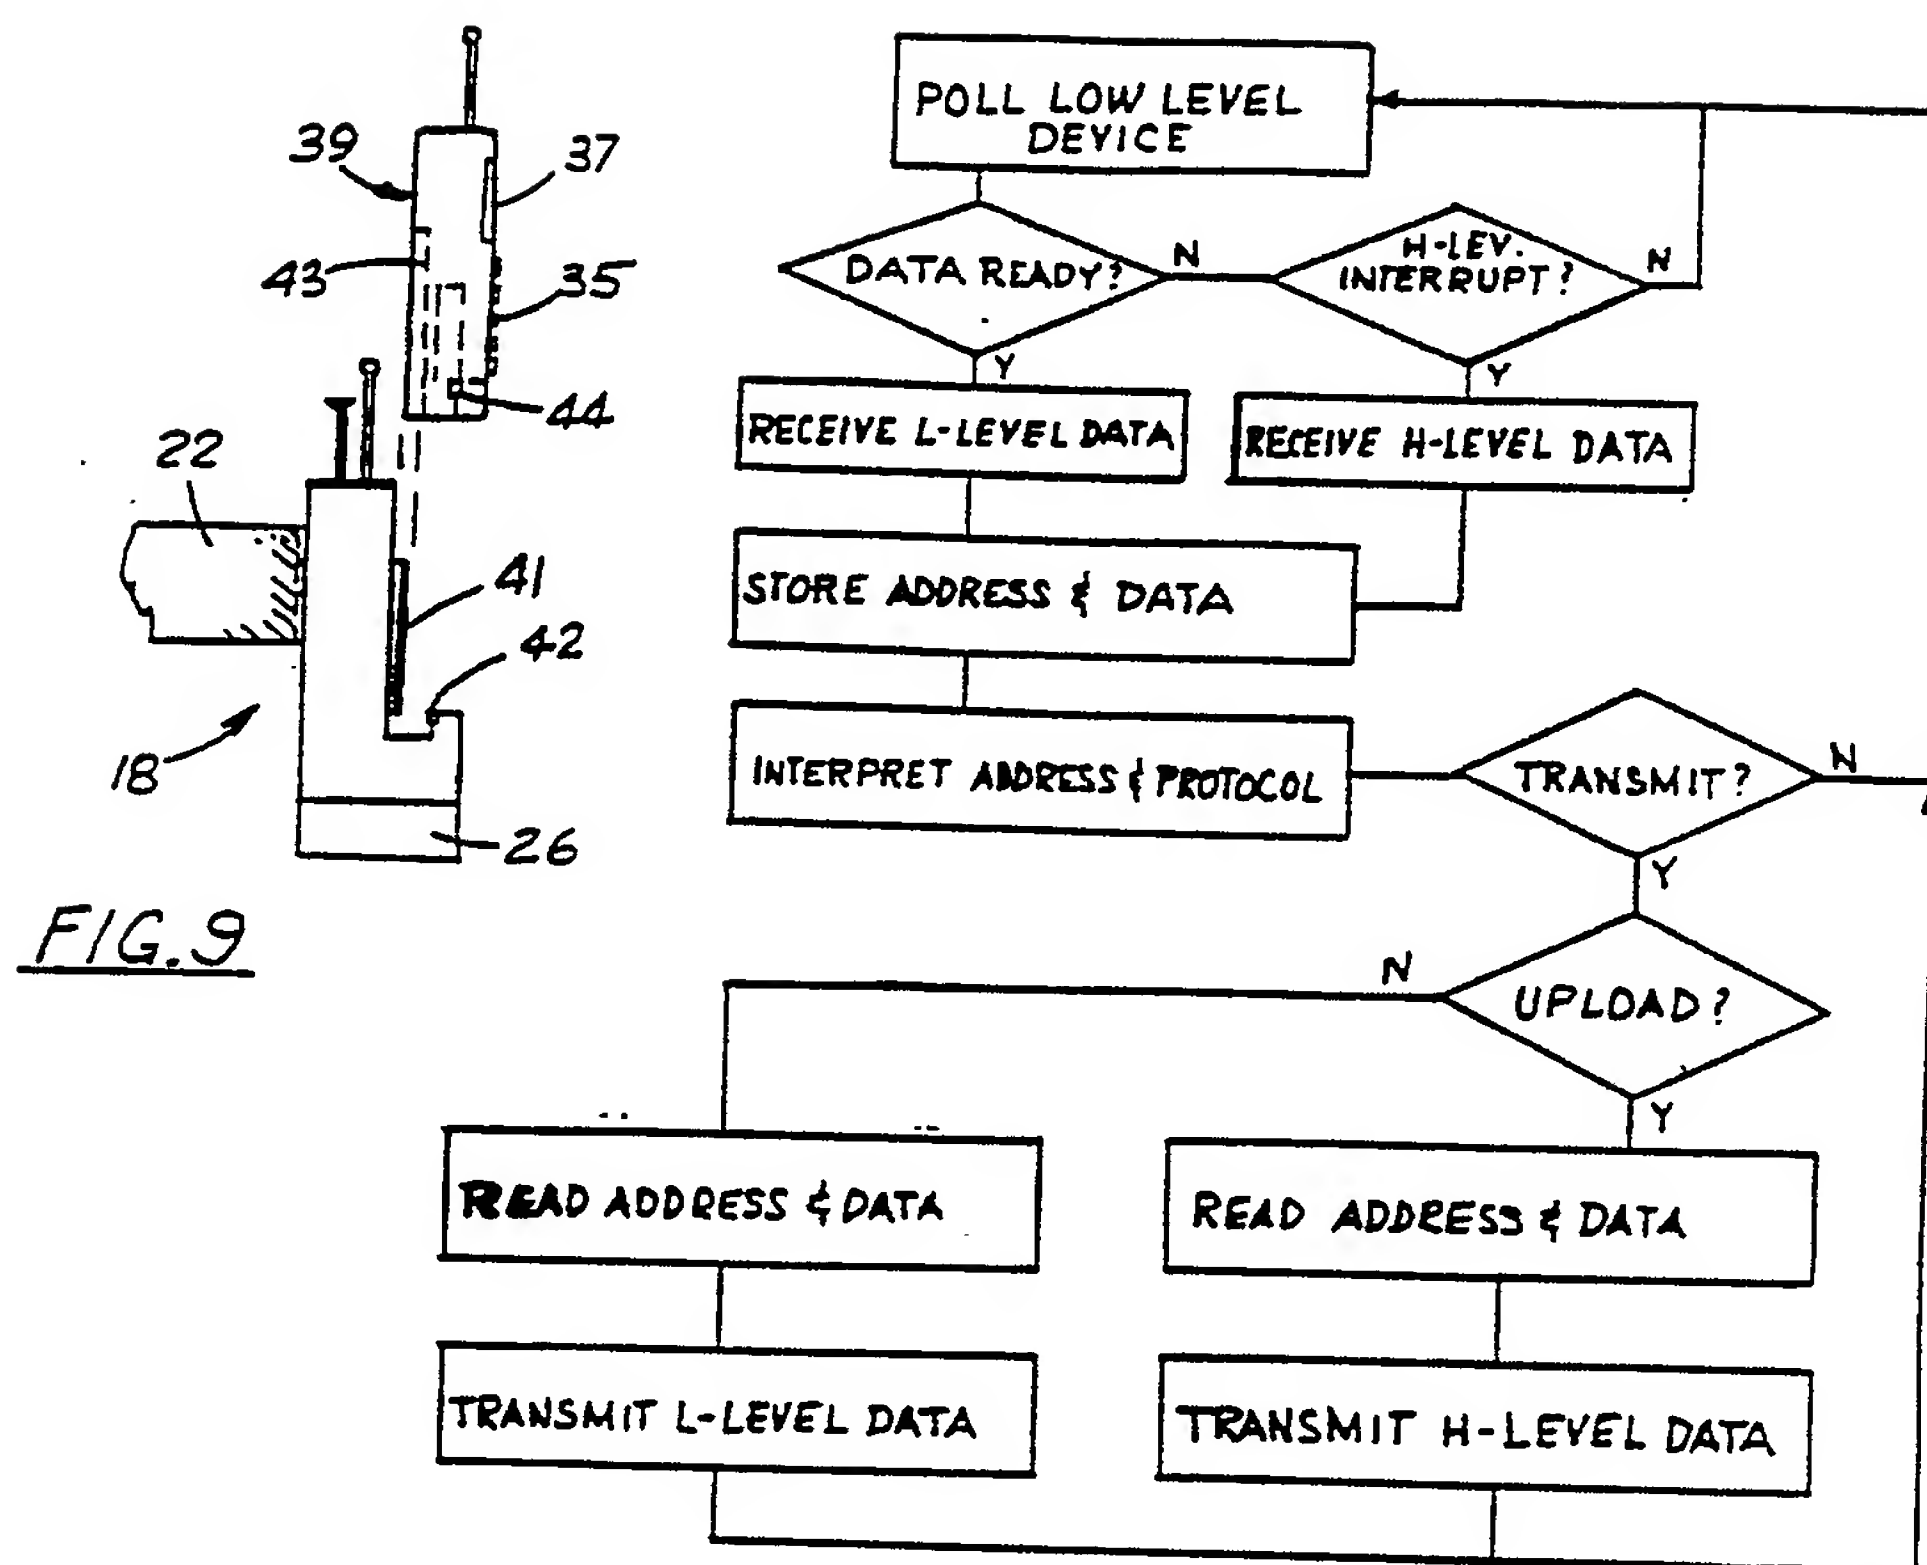 39
37
43
35
44
22
41
42
18
26
FIG. 9
POLL LOW LEVEL
DEVICE
DATA READY?
N
H-LEV.
INTERRUPT?
N
Y
Y
RECEIVE L-LEVEL DATA
RECEIVE H-LEVEL DATA
STORE ADDRESS & DATA
INTERPRET ADDRESS & PROTOCOL
TRANSMIT?
N
Y
UPLOAD?
N
Y
READ ADDRESS & DATA
READ ADDRESS & DATA
TRANSMIT L-LEVEL DATA
TRANSMIT H-LEVEL DATA